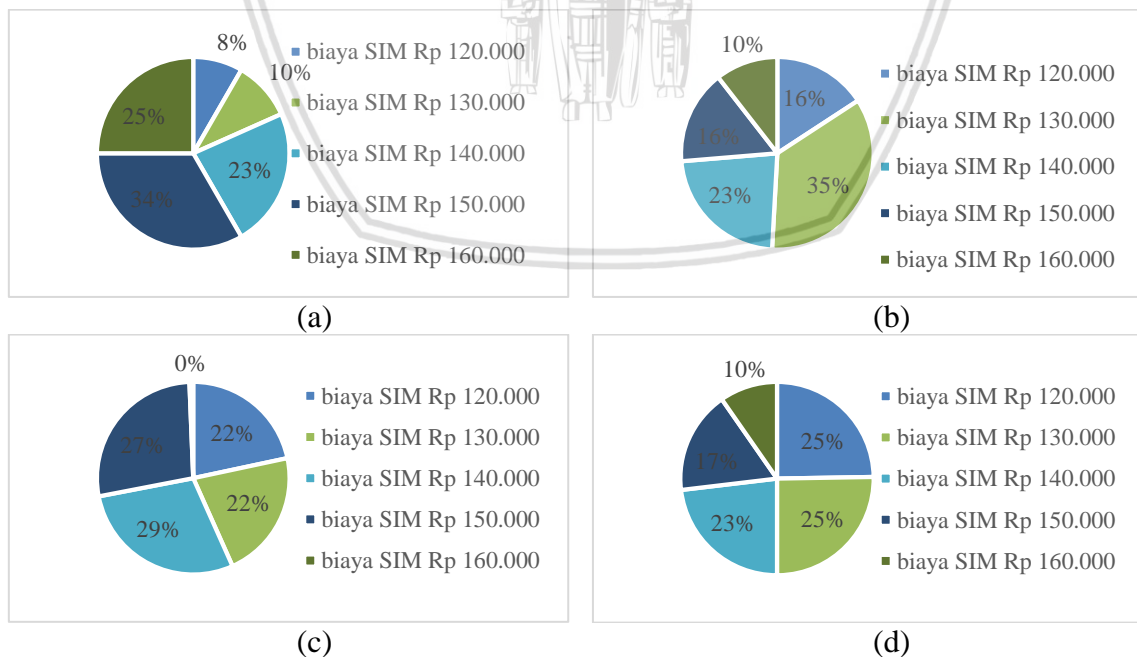 8%
10%
23%
34%
25%
biaya SIM Rp 120.000
biaya SIM Rp 130.000
biaya SIM Rp 140.000
biaya SIM Rp 150.000
biaya SIM Rp 160.000
(a)
10%
16%
35%
23%
16%
biaya SIM Rp 120.000
biaya SIM Rp 130.000
biaya SIM Rp 140.000
biaya SIM Rp 150.000
biaya SIM Rp 160.000
(b)
0%
22%
22%
29%
27%
biaya SIM Rp 120.000
biaya SIM Rp 130.000
biaya SIM Rp 140.000
biaya SIM Rp 150.000
biaya SIM Rp 160.000
(c)
10%
25%
25%
23%
17%
biaya SIM Rp 120.000
biaya SIM Rp 130.000
biaya SIM Rp 140.000
biaya SIM Rp 150.000
biaya SIM Rp 160.000
(d)